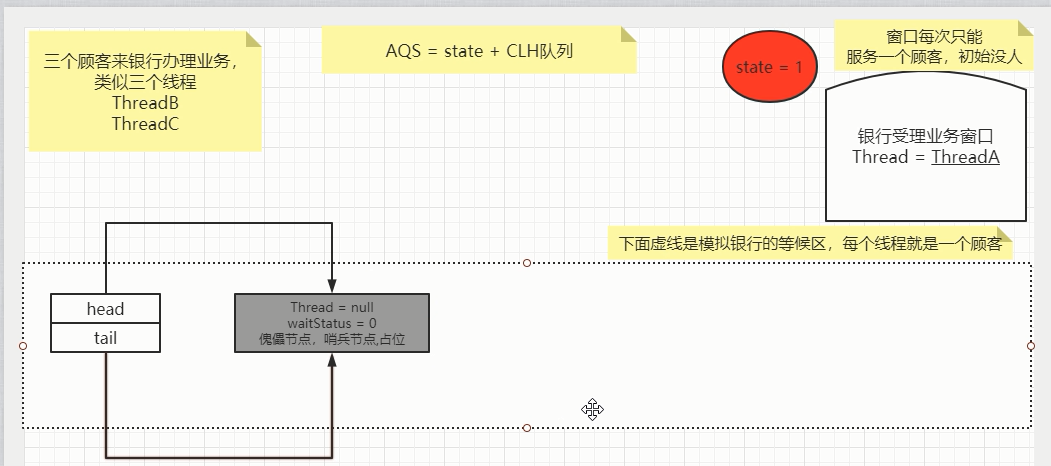 三个顾客来银行办理业务，
类似三个线程
ThreadB
ThreadC
AQS = state + CLH队列
state = 1
窗口每次只能
服务一个顾客，初始没人
银行受理业务窗口
Thread = ThreadA
下面虚线是模拟银行的等候区，每个线程就是一个顾客
head
tail
Thread = null
waitStatus = 0
傀儡节点，哨兵节点,占位